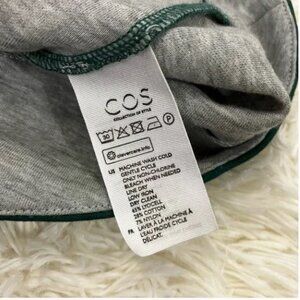 COS
COLLECTION OF STYLE
30
P
clevercare.info
US MACHINE WASH COLD
GENTLE CYCLE
ONLY NON-CHLORINE
BLEACH WHEN NEEDED
LINE DRY
LOW IRON
DRY CLEAN
65% LYOCELL
28% COTTON
7% NYLON
FR LAVER À LA MACHINE À
L'EAU FROIDE CYCLE
DÉLICAT.